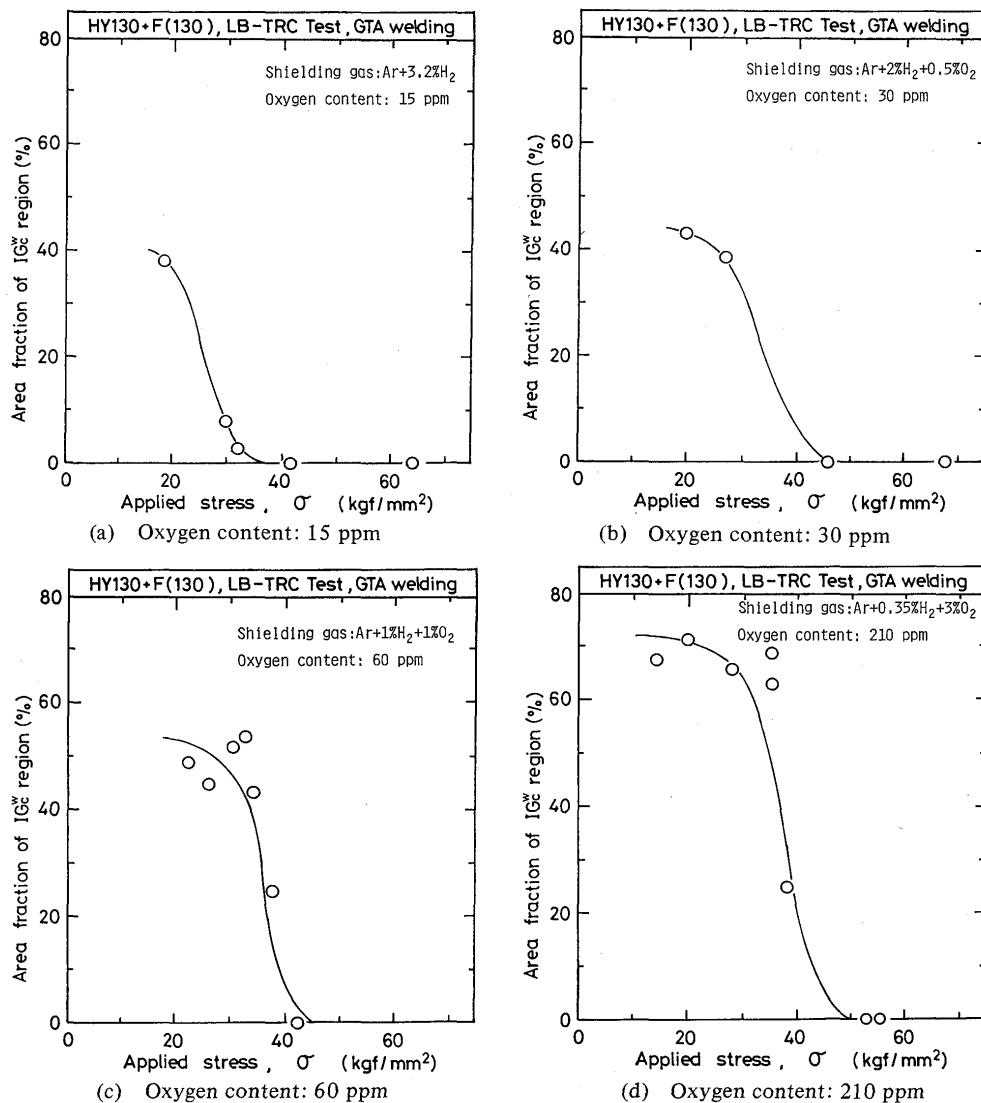 HY130+F(130), LB-TRC Test, GTA welding
Shielding gas:Ar+3.2%H₂
Oxygen content: 15 ppm
Area fraction of IGᵂc region (%)
80
60
40
20
0
0 20 40 60
Applied stress, σ (kgf/mm²)
(a) Oxygen content: 15 ppm
HY130+F(130), LB-TRC Test, GTA welding
Shielding gas:Ar+2%H₂+0.5%O₂
Oxygen content: 30 ppm
Area fraction of IGᵂc region (%)
80
60
40
20
0
0 20 40 60
Applied stress, σ (kgf/mm²)
(b) Oxygen content: 30 ppm
HY130+F(130), LB-TRC Test, GTA welding
Shielding gas:Ar+1%H₂+1%O₂
Oxygen content: 60 ppm
Area fraction of IGᵂc region (%)
80
60
40
20
0
0 20 40 60
Applied stress, σ (kgf/mm²)
(c) Oxygen content: 60 ppm
HY130+F(130), LB-TRC Test, GTA welding
Shielding gas:Ar+0.35%H₂+3%O₂
Oxygen content: 210 ppm
Area fraction of IGᵂc region (%)
80
60
40
20
0
0 20 40 60
Applied stress, σ (kgf/mm²)
(d) Oxygen content: 210 ppm